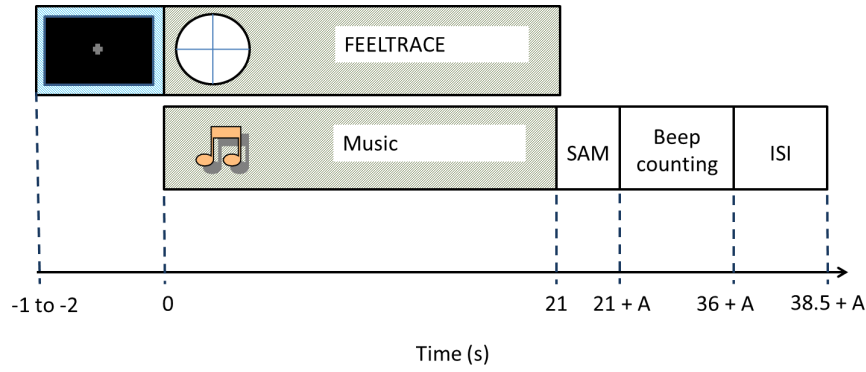 FEELTRACE
Music
SAM
Beep
counting
ISI
-1 to -2
0
21
21 + A
36 + A
38.5 + A
Time (s)